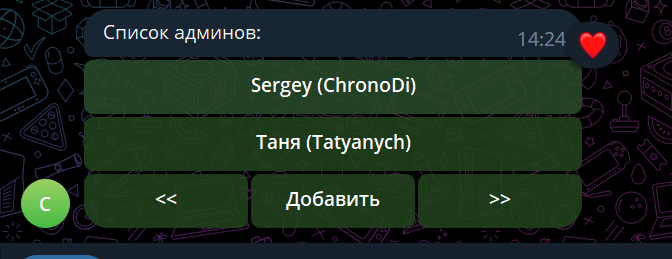 Список админов:
14:24
Sergey (ChronoDi)
Таня (Tatyanych)
<< Добавить >>
С